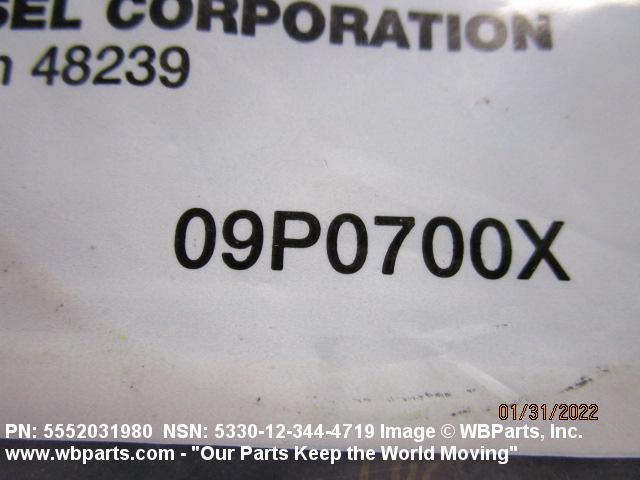 SEL CORPORATION
n 48239
09P0700X
01/31/2022
PN: 5552031980 NSN: 5330-12-344-4719 Image © WBParts, Inc.
www.wbparts.com - "Our Parts Keep the World Moving"